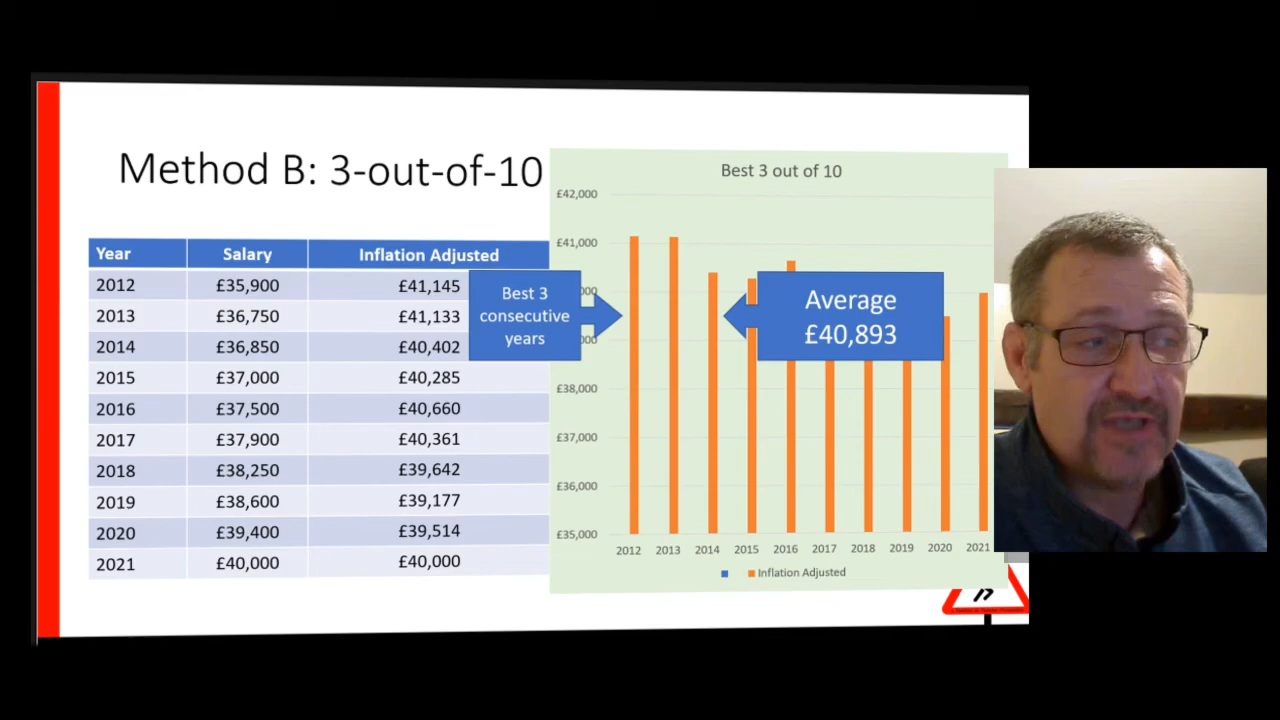 Method B: 3-out-of-10
Year Salary Inflation Adjusted
2012 £35,900 £41,145
2013 £36,750 £41,133
2014 £36,850 £40,402
2015 £37,000 £40,285
2016 £37,500 £40,660
2017 £37,900 £40,361
2018 £38,250 £39,642
2019 £38,600 £39,177
2020 £39,400 £39,514
2021 £40,000 £40,000
Best 3
consecutive
years
Best 3 out of 10
£42,000
£41,000
£38,000
£37,000
£36,000
£35,000
Average
£40,893
2012 2013 2014 2015 2016 2017 2018 2019 2020 2021
Inflation Adjusted